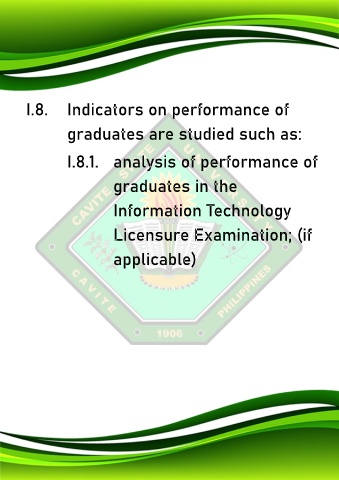 I.8. Indicators on performance of
graduates are studied such as:
I.8.1. analysis of performance of
graduates in the
Information Technology
Licensure Examination; (if
applicable)
CAVITE STATE UNIVERSITY
CAVITE
PHILIPPINES
1906